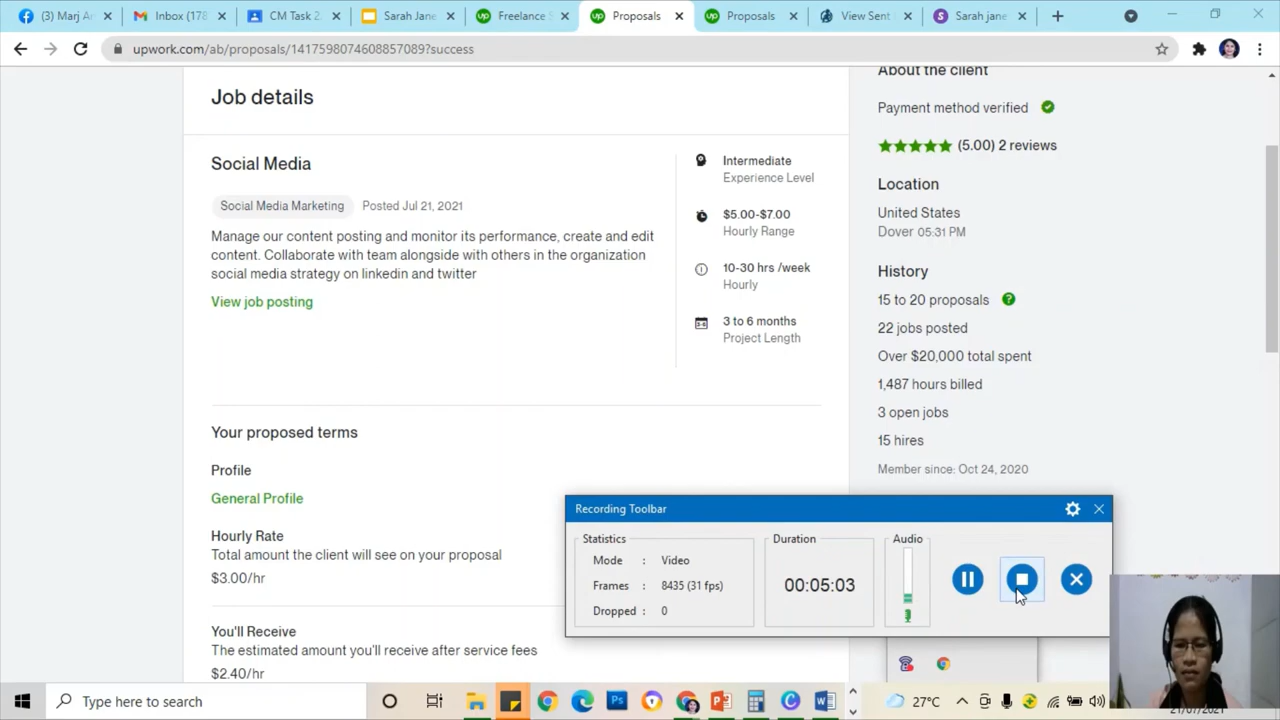 (3) Marj Ar
Inbox (178
CM Task 2.
Sarah Jane
Freelance S
Proposals
Proposals
View Sent
Sarah jane
upwork.com/ab/proposals/1417598074608857089?success
Job details
Social Media
Social Media Marketing
Posted Jul 21, 2021
Manage our content posting and monitor its performance, create and edit
content. Collaborate with team alongside with others in the organization
social media strategy on linkedin and twitter
View job posting
Intermediate
Experience Level
$5.00-$7.00
Hourly Range
10-30 hrs /week
Hourly
3 to 6 months
Project Length
Your proposed terms
Profile
General Profile
Hourly Rate
Total amount the client will see on your proposal
$3.00/hr
You'll Receive
The estimated amount you'll receive after service fees
$2.40/hr
About the client
Payment method verified
(5.00) 2 reviews
Location
United States
Dover 05:31 PM
History
15 to 20 proposals
22 jobs posted
Over $20,000 total spent
1,487 hours billed
3 open jobs
15 hires
Member since: Oct 24, 2020
Recording Toolbar
Statistics
Mode : Video
Frames : 8435 (31 fps)
Dropped : 0
Duration
00:05:03
Audio
Type here to search
27°C
21/07/2021